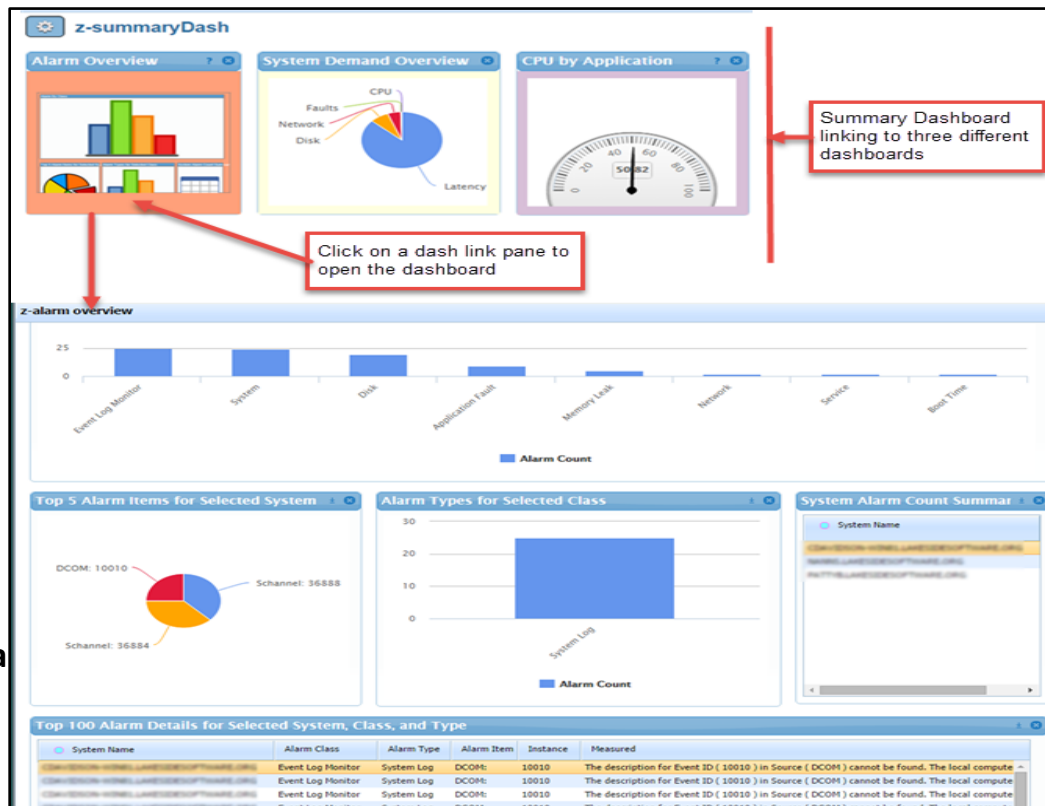 z-summaryDash
Alarm Overview ?
System Demand Overview
CPU by Application ?
CPU
Faults
Network
Disk
Latency
0 20 40 60 80 100
50.82
Summary Dashboard
linking to three different
dashboards
Click on a dash link pane to
open the dashboard
z-alarm overview
25
0
Event Log Monitor
System
Disk
Application Fault
Memory Leak
Network
Service
Boot Time
Alarm Count
Top 5 Alarm Items for Selected System
DCOM: 10010
Schannel: 36888
Schannel: 36884
Alarm Types for Selected Class
30
20
10
0
System Log
Alarm Count
System Alarm Count Summar
System Name
a
Top 100 Alarm Details for Selected System, Class, and Type
System Name Alarm Class Alarm Type Alarm Item Instance Measured
Event Log Monitor System Log DCOM: 10010 The description for Event ID ( 10010 ) in Source ( DCOM ) cannot be found. The local compute
Event Log Monitor System Log DCOM: 10010 The description for Event ID ( 10010 ) in Source ( DCOM ) cannot be found. The local compute
Event Log Monitor System Log DCOM: 10010 The description for Event ID ( 10010 ) in Source ( DCOM ) cannot be found. The local compute